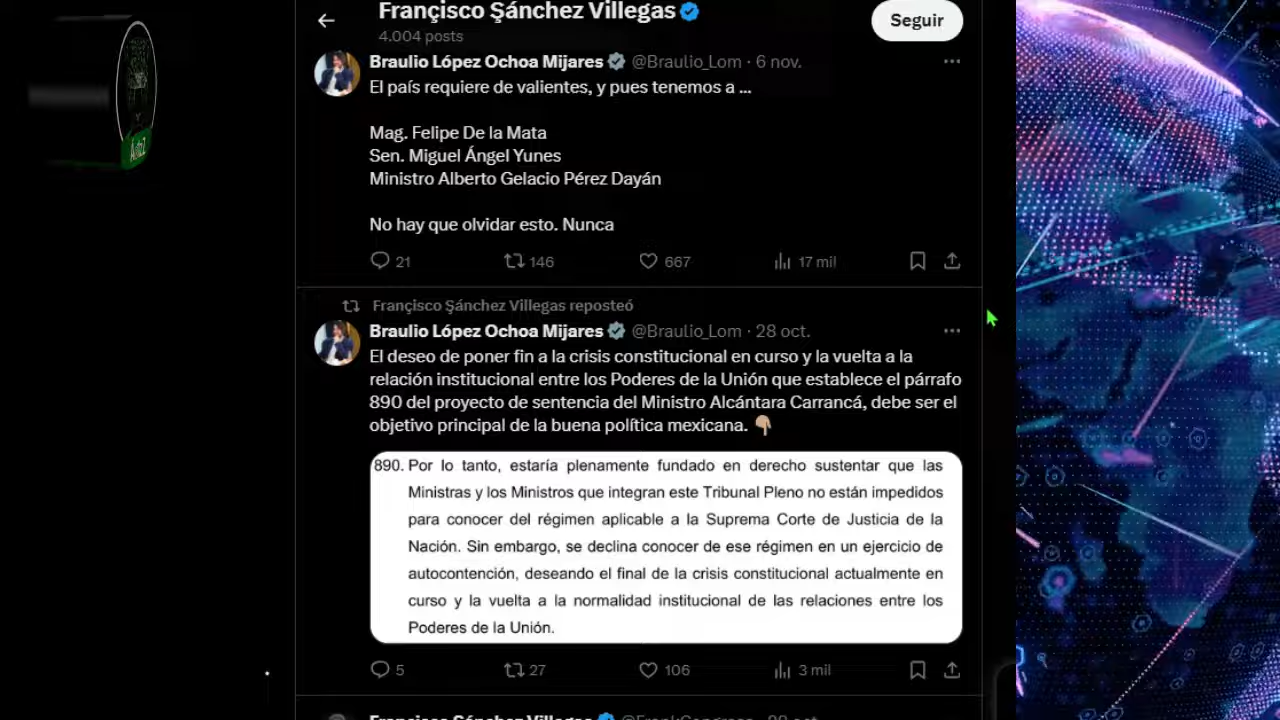 Françisco Şánchez Villegas
4.004 posts
Seguir
Braulio López Ochoa Mijares @Braulio_Lom · 6 nov.
El país requiere de valientes, y pues tenemos a ...
Mag. Felipe De la Mata
Sen. Miguel Ángel Yunes
Ministro Alberto Gelacio Pérez Dayán
No hay que olvidar esto. Nunca
21 146 667 17 mil
Françisco Şánchez Villegas reposteó
Braulio López Ochoa Mijares @Braulio_Lom · 28 oct.
El deseo de poner fin a la crisis constitucional en curso y la vuelta a la
relación institucional entre los Poderes de la Unión que establece el párrafo
890 del proyecto de sentencia del Ministro Alcántara Carrancá, debe ser el
objetivo principal de la buena política mexicana. 👇🏼
890. Por lo tanto, estaría plenamente fundado en derecho sustentar que las
Ministras y los Ministros que integran este Tribunal Pleno no están impedidos
para conocer del régimen aplicable a la Suprema Corte de Justicia de la
Nación. Sin embargo, se declina conocer de ese régimen en un ejercicio de
autocontención, deseando el final de la crisis constitucional actualmente en
curso y la vuelta a la normalidad institucional de las relaciones entre los
Poderes de la Unión.
5 27 106 3 mil